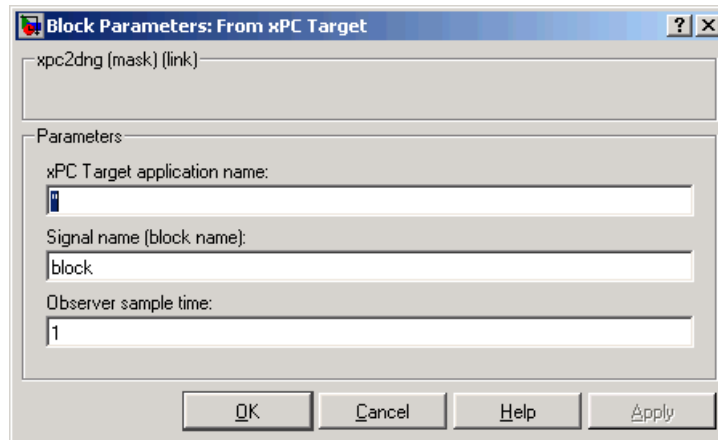 Block Parameters: From xPC Target
xpc2dng (mask) (link)
Parameters
xPC Target application name:
''
Signal name (block name):
block
Observer sample time:
1
OK Cancel Help Apply